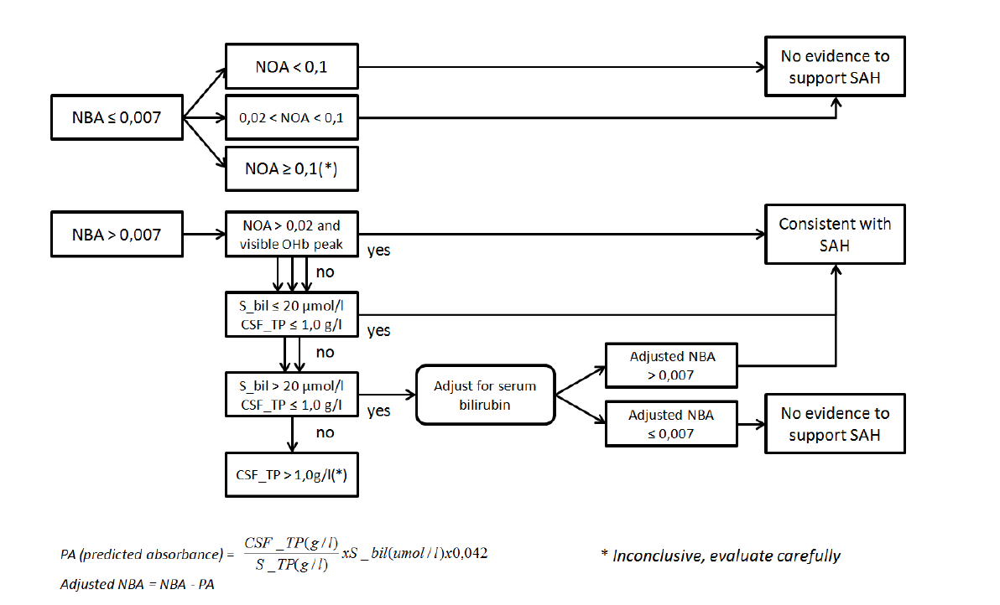 NOA < 0,1
No evidence to
support SAH
NBA ≤ 0,007
0,02 < NOA < 0,1
NOA ≥ 0,1(*)
NBA > 0,007
NOA > 0,02 and
visible OHb peak
yes
Consistent with
SAH
no
S_bil ≤ 20 µmol/l
CSF_TP ≤ 1,0 g/l
yes
no
S_bil > 20 µmol/l
CSF_TP ≤ 1,0 g/l
yes
Adjust for serum
bilirubin
Adjusted NBA
> 0,007
Adjusted NBA
≤ 0,007
No evidence to
support SAH
no
CSF_TP > 1,0g/l(*)
PA (predicted absorbance) = CSF_TP(g/l) / S_TP(g/l) xS_bil(umol/l)x0,042
* Inconclusive, evaluate carefully
Adjusted NBA = NBA - PA